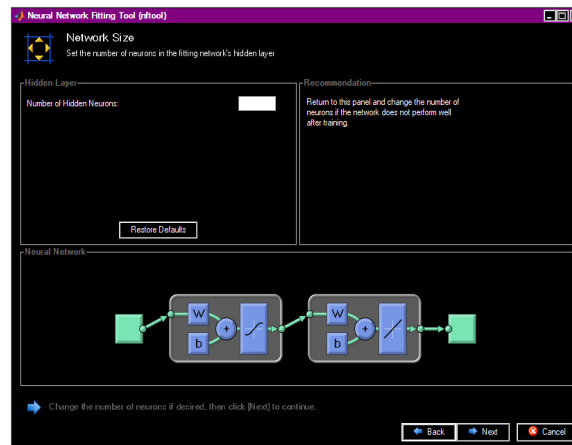 Neural Network Fitting Tool (nftool)
Network Size
Set the number of neurons in the fitting network's hidden layer
Hidden Layer
Number of Hidden Neurons:
Restore Defaults
Recommendation
Return to this panel and change the number of
neurons if the network does not perform well
after training.
Neural Network
W
b
+
W
b
+
Change the number of neurons if desired, then click [Next] to continue.
Back
Next
Cancel